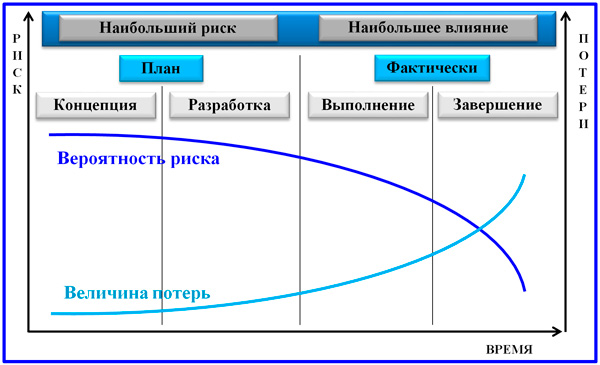 РИСК
ПОТЕРИ
Наибольший риск
Наибольшее влияние
План
Фактически
Концепция
Разработка
Выполнение
Завершение
Вероятность риска
Величина потерь
ВРЕМЯ